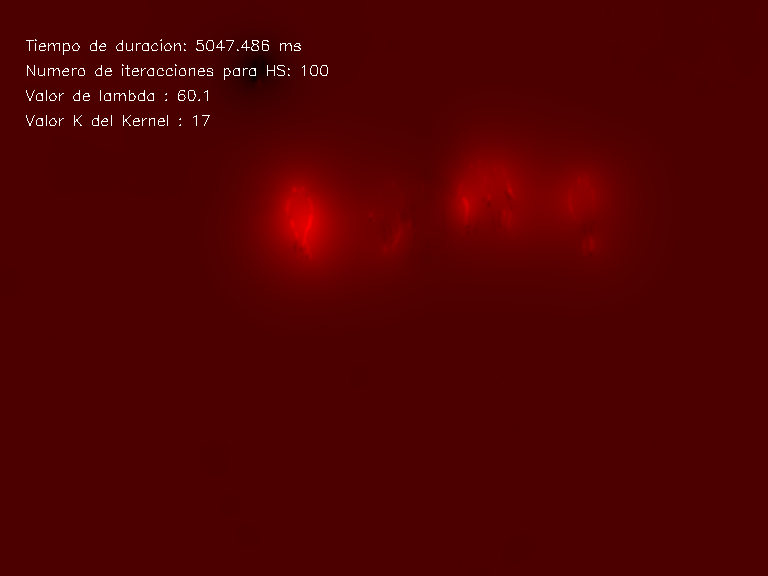 Tiempo de duracion: 5047.486 ms
Numero de iteracciones para HS: 100
Valor de lambda : 60.1
Valor K del Kernel : 17